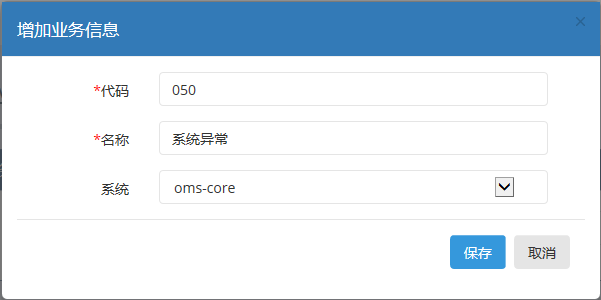 增加业务信息
×
*代码 050
*名称 系统异常
系统 oms-core
保存 取消